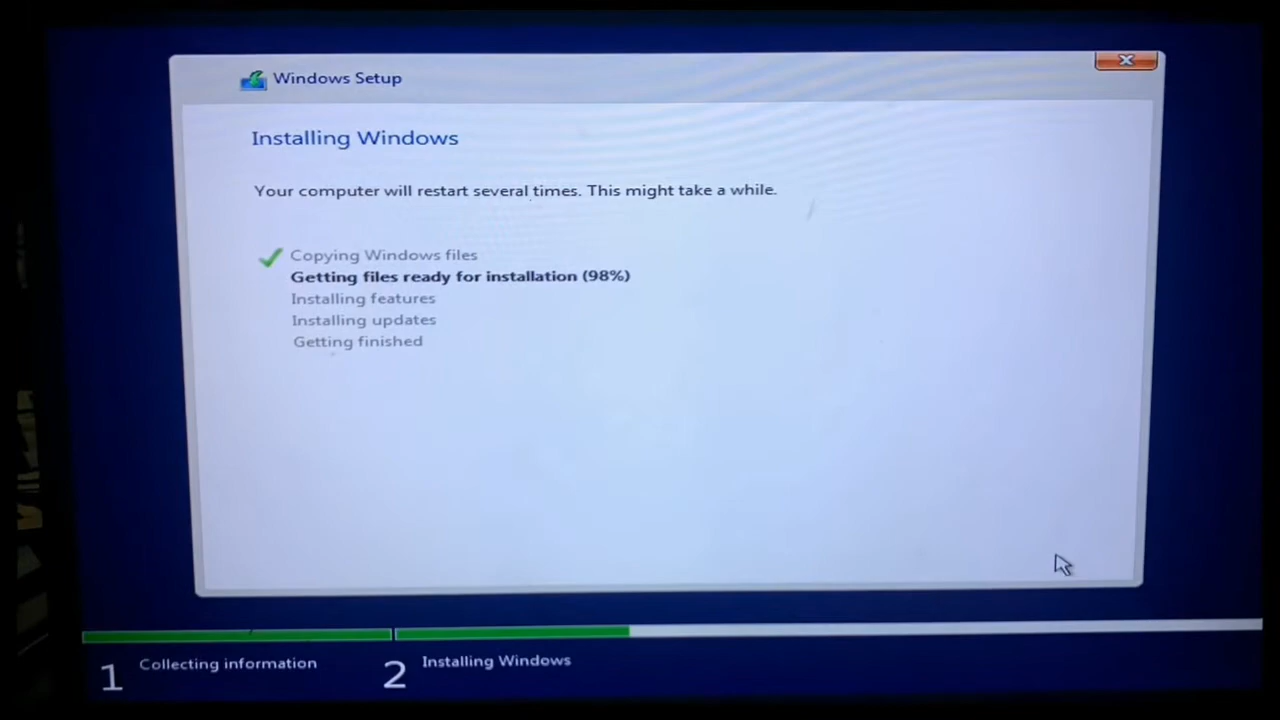 Windows Setup
Installing Windows
Your computer will restart several times. This might take a while.
Copying Windows files
Getting files ready for installation (98%)
Installing features
Installing updates
Getting finished
1 Collecting information
2 Installing Windows